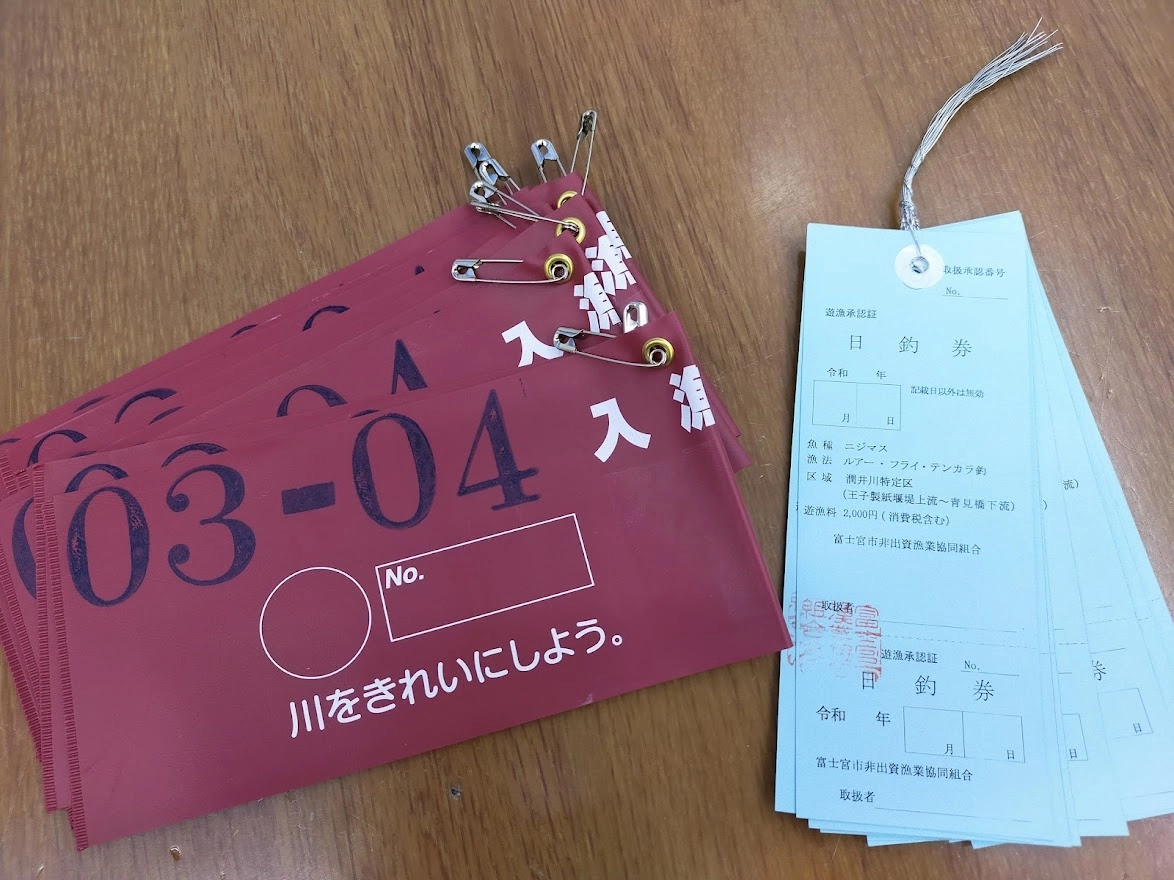 入漁
03-04
No.
川をきれいにしよう。
入漁
漁
取扱承認番号
No.
遊漁承認証
日釣券
令和 年
記載日以外は無効
月 日
魚種 ニジマス
漁法 ルアー・フライ・テンカラ釣
区域 潤井川特定区
(王子製紙堰堤上流～青見橋下流)
遊漁料 2,000円(消費税含む)
富士宮市非出資漁業協同組合
取扱者
遊漁承認証 No.
日釣券
令和 年
月 日
富士宮市非出資漁業協同組合
取扱者
流)
券
日
日